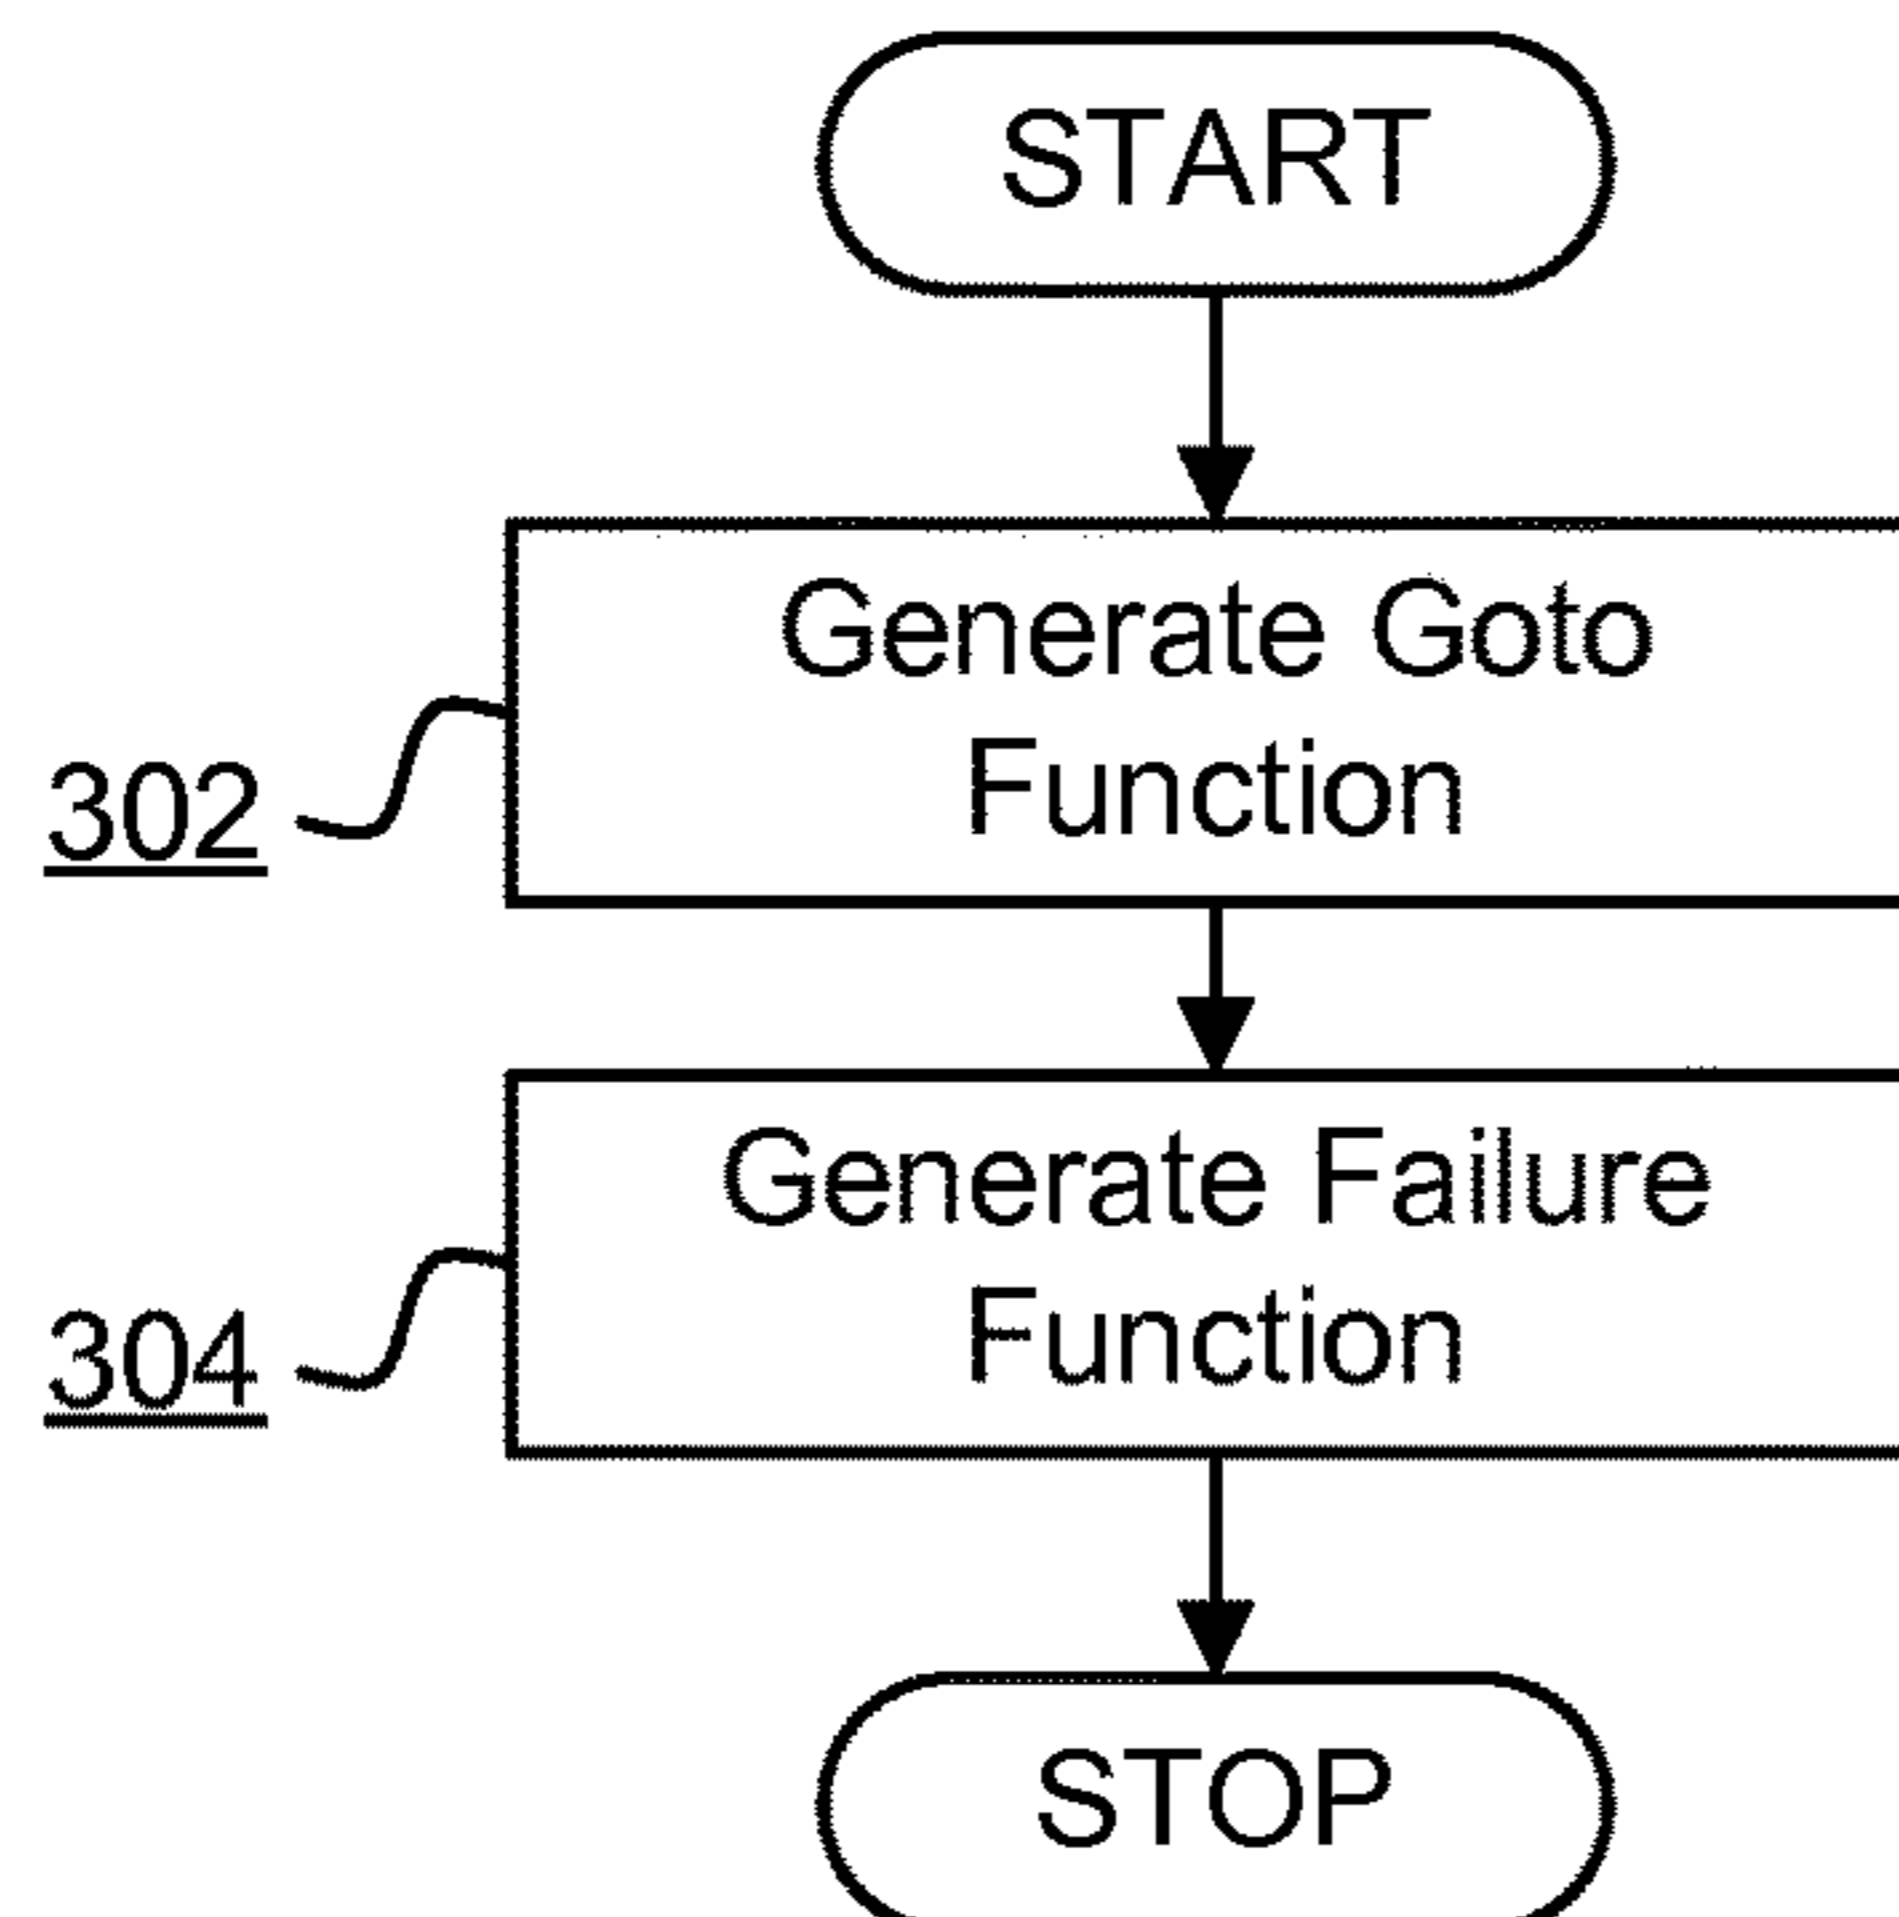 START
Generate Goto
Function
302
Generate Failure
Function
304
STOP